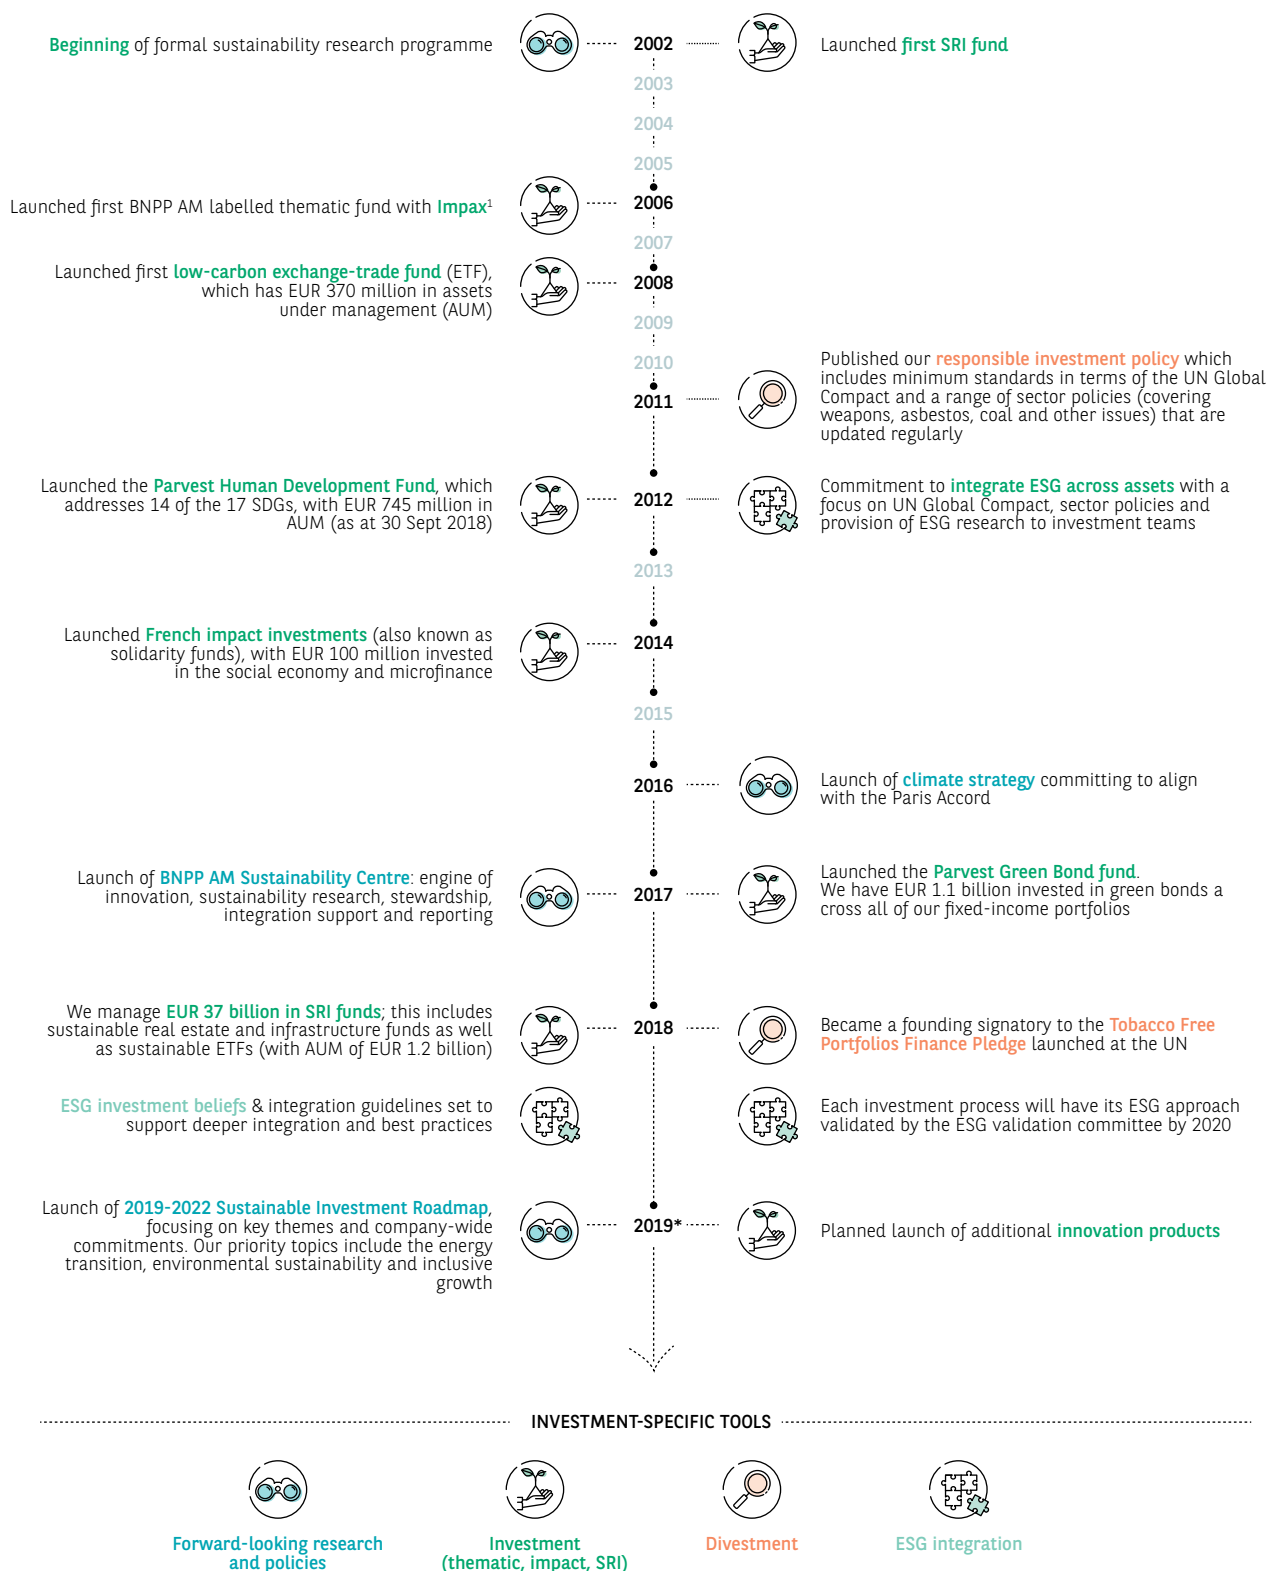 Beginning of formal sustainability research programme
2002
Launched first SRI fund
2003
2004
2005
Launched first BNPP AM labelled thematic fund with Impax¹
2006
2007
Launched first low-carbon exchange-trade fund (ETF),
which has EUR 370 million in assets
under management (AUM)
2008
2009
2010
2011
Published our responsible investment policy which
includes minimum standards in terms of the UN Global
Compact and a range of sector policies (covering
weapons, asbestos, coal and other issues) that are
updated regularly
Launched the Parvest Human Development Fund, which
addresses 14 of the 17 SDGs, with EUR 745 million in
AUM (as at 30 Sept 2018)
2012
Commitment to integrate ESG across assets with a
focus on UN Global Compact, sector policies and
provision of ESG research to investment teams
2013
Launched French impact investments (also known as
solidarity funds), with EUR 100 million invested
in the social economy and microfinance
2014
2015
2016
Launch of climate strategy committing to align
with the Paris Accord
Launch of BNPP AM Sustainability Centre: engine of
innovation, sustainability research, stewardship,
integration support and reporting
2017
Launched the Parvest Green Bond fund.
We have EUR 1.1 billion invested in green bonds a
cross all of our fixed-income portfolios
We manage EUR 37 billion in SRI funds; this includes
sustainable real estate and infrastructure funds as well
as sustainable ETFs (with AUM of EUR 1.2 billion)
2018
Became a founding signatory to the Tobacco Free
Portfolios Finance Pledge launched at the UN
ESG investment beliefs & integration guidelines set to
support deeper integration and best practices
Each investment process will have its ESG approach
validated by the ESG validation committee by 2020
Launch of 2019-2022 Sustainable Investment Roadmap,
focusing on key themes and company-wide
commitments. Our priority topics include the energy
transition, environmental sustainability and inclusive
growth
2019*
Planned launch of additional innovation products
INVESTMENT-SPECIFIC TOOLS
Forward-looking research
and policies
Investment
(thematic, impact, SRI)
Divestment
ESG integration